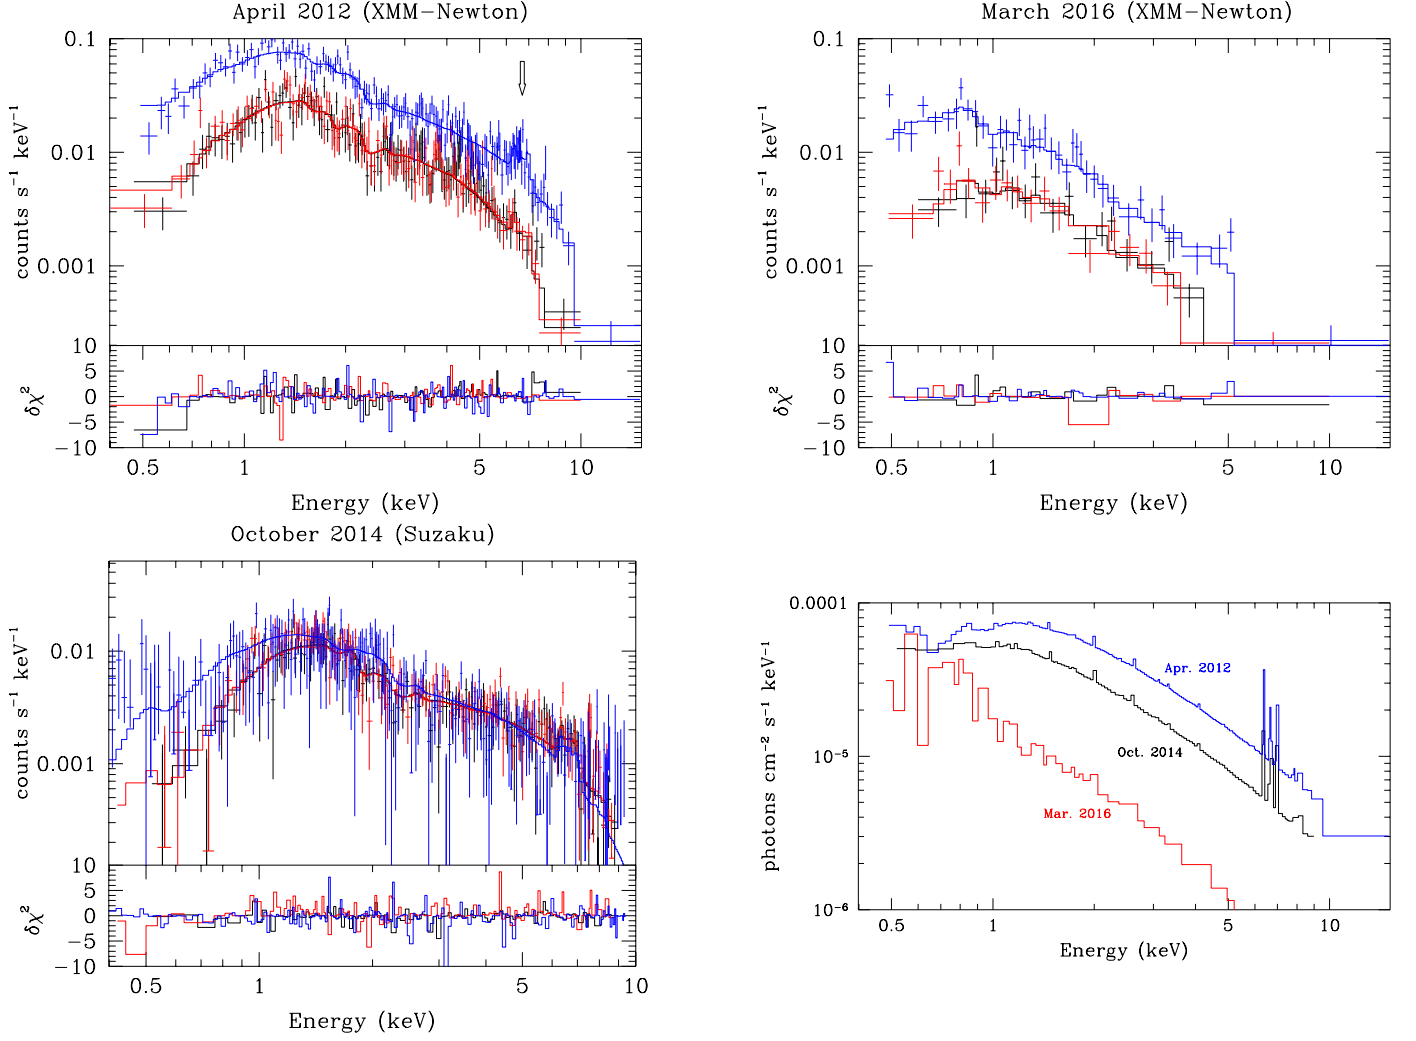 April 2012 (XMM−Newton)
0.1
0.01
0.001
counts s−1 keV−1
10
5
0
−5
−10
δχ2
0.5 1 5 10
Energy (keV)
March 2016 (XMM−Newton)
0.1
0.01
0.001
counts s−1 keV−1
10
5
0
−5
−10
δχ2
0.5 1 5 10
Energy (keV)
October 2014 (Suzaku)
0.01
0.001
counts s−1 keV−1
10
5
0
−5
−10
δχ2
0.5 1 5 10
Energy (keV)
0.0001
10−5
10−6
photons cm−2 s−1 keV−1
Apr. 2012
Oct. 2014
Mar. 2016
0.5 1 5 10
Energy (keV)